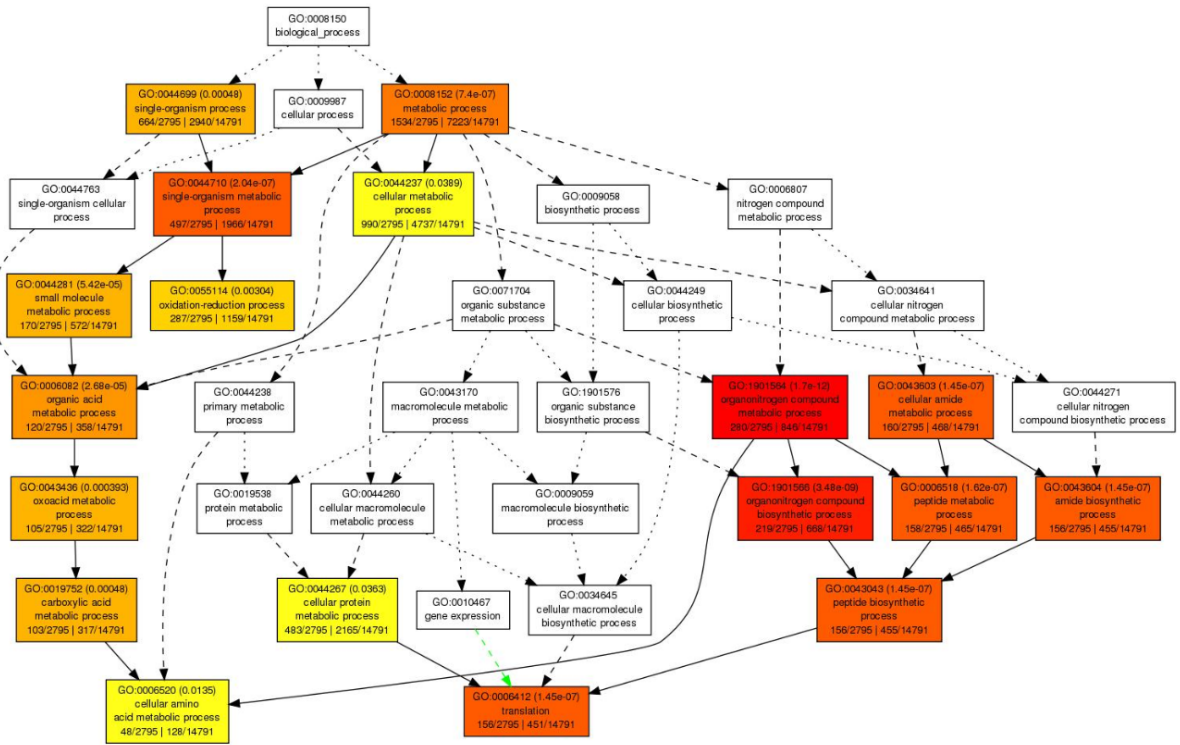 GO:0008150
biological_process
GO:0044699 (0.00048)
single-organism process
664/2795 | 2940/14791
GO:0009987
cellular process
GO:0008152 (7.4e-07)
metabolic process
1534/2795 | 7223/14791
GO:0044763
single-organism cellular
process
GO:0044710 (2.04e-07)
single-organism metabolic
process
497/2795 | 1966/14791
GO:0044237 (0.0389)
cellular metabolic
process
990/2795 | 4737/14791
GO:0009058
biosynthetic process
GO:0006807
nitrogen compound
metabolic process
GO:0044281 (5.42e-05)
small molecule
metabolic process
170/2795 | 572/14791
GO:0055114 (0.00304)
oxidation-reduction process
287/2795 | 1159/14791
GO:0071704
organic substance
metabolic process
GO:0044249
cellular biosynthetic
process
GO:0034641
cellular nitrogen
compound metabolic process
GO:0006082 (2.68e-05)
organic acid
metabolic process
120/2795 | 358/14791
GO:0044238
primary metabolic
process
GO:0043170
macromolecule metabolic
process
GO:1901576
organic substance
biosynthetic process
GO:1901564 (1.7e-12)
organonitrogen compound
metabolic process
280/2795 | 846/14791
GO:0043603 (1.45e-07)
cellular amide
metabolic process
160/2795 | 468/14791
GO:0044271
cellular nitrogen
compound biosynthetic process
GO:0043436 (0.000393)
oxoacid metabolic
process
105/2795 | 322/14791
GO:0019538
protein metabolic
process
GO:0044260
cellular macromolecule
metabolic process
GO:0009059
macromolecule biosynthetic
process
GO:1901566 (3.48e-09)
organonitrogen compound
biosynthetic process
219/2795 | 668/14791
GO:0006518 (1.62e-07)
peptide metabolic
process
158/2795 | 465/14791
GO:0043604 (1.45e-07)
amide biosynthetic
process
156/2795 | 455/14791
GO:0019752 (0.00048)
carboxylic acid
metabolic process
103/2795 | 317/14791
GO:0044267 (0.0363)
cellular protein
metabolic process
483/2795 | 2165/14791
GO:0010467
gene expression
GO:0034645
cellular macromolecule
biosynthetic process
GO:0043043 (1.45e-07)
peptide biosynthetic
process
156/2795 | 455/14791
GO:0006520 (0.0135)
cellular amino
acid metabolic process
48/2795 | 128/14791
GO:0006412 (1.45e-07)
translation
156/2795 | 451/14791